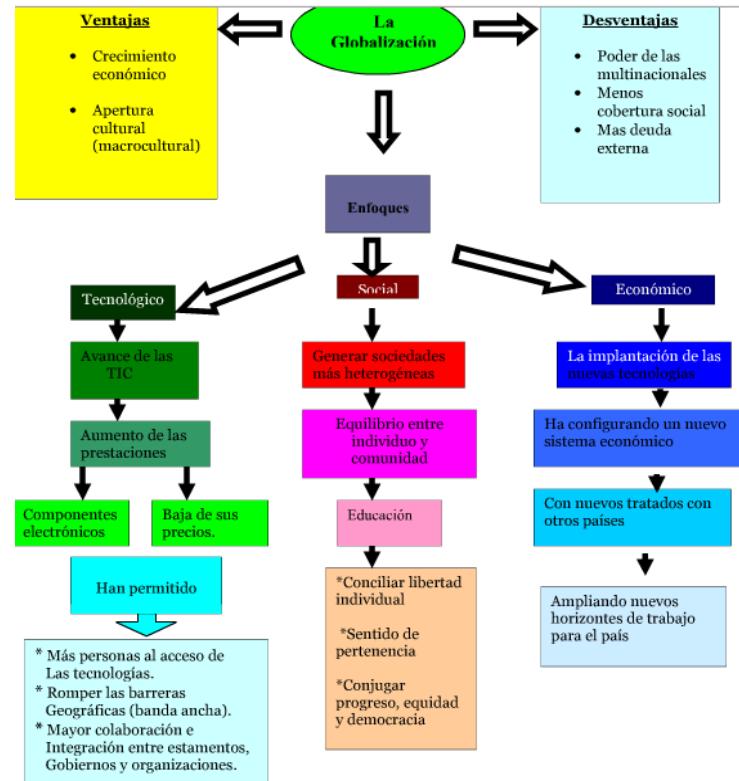 La
Globalización
Ventajas
• Crecimiento
económico
• Apertura
cultural
(macrocultural)
Desventajas
• Poder de las
multinacionales
• Menos
cobertura social
• Mas deuda
externa
Enfoques
Tecnológico
Avance de las
TIC
Aumento de las
prestaciones
Componentes
electrónicos
Baja de sus
precios.
Han permitido
* Más personas al acceso de
Las tecnologías.
* Romper las barreras
Geográficas (banda ancha).
* Mayor colaboración e
Integración entre estamentos,
Gobiernos y organizaciones.
Social
Generar sociedades
más heterogéneas
Equilibrio entre
individuo y
comunidad
Educación
*Conciliar libertad
individual
*Sentido de
pertenencia
*Conjugar
progreso, equidad
y democracia
Económico
La implantación de las
nuevas tecnologías
Ha configurando un nuevo
sistema económico
Con nuevos tratados con
otros países
Ampliando nuevos
horizontes de trabajo
para el país